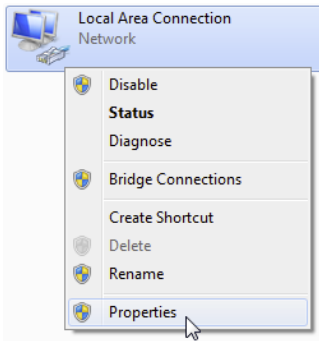 Local Area Connection
Network
Disable
Status
Diagnose
Bridge Connections
Create Shortcut
Delete
Rename
Properties